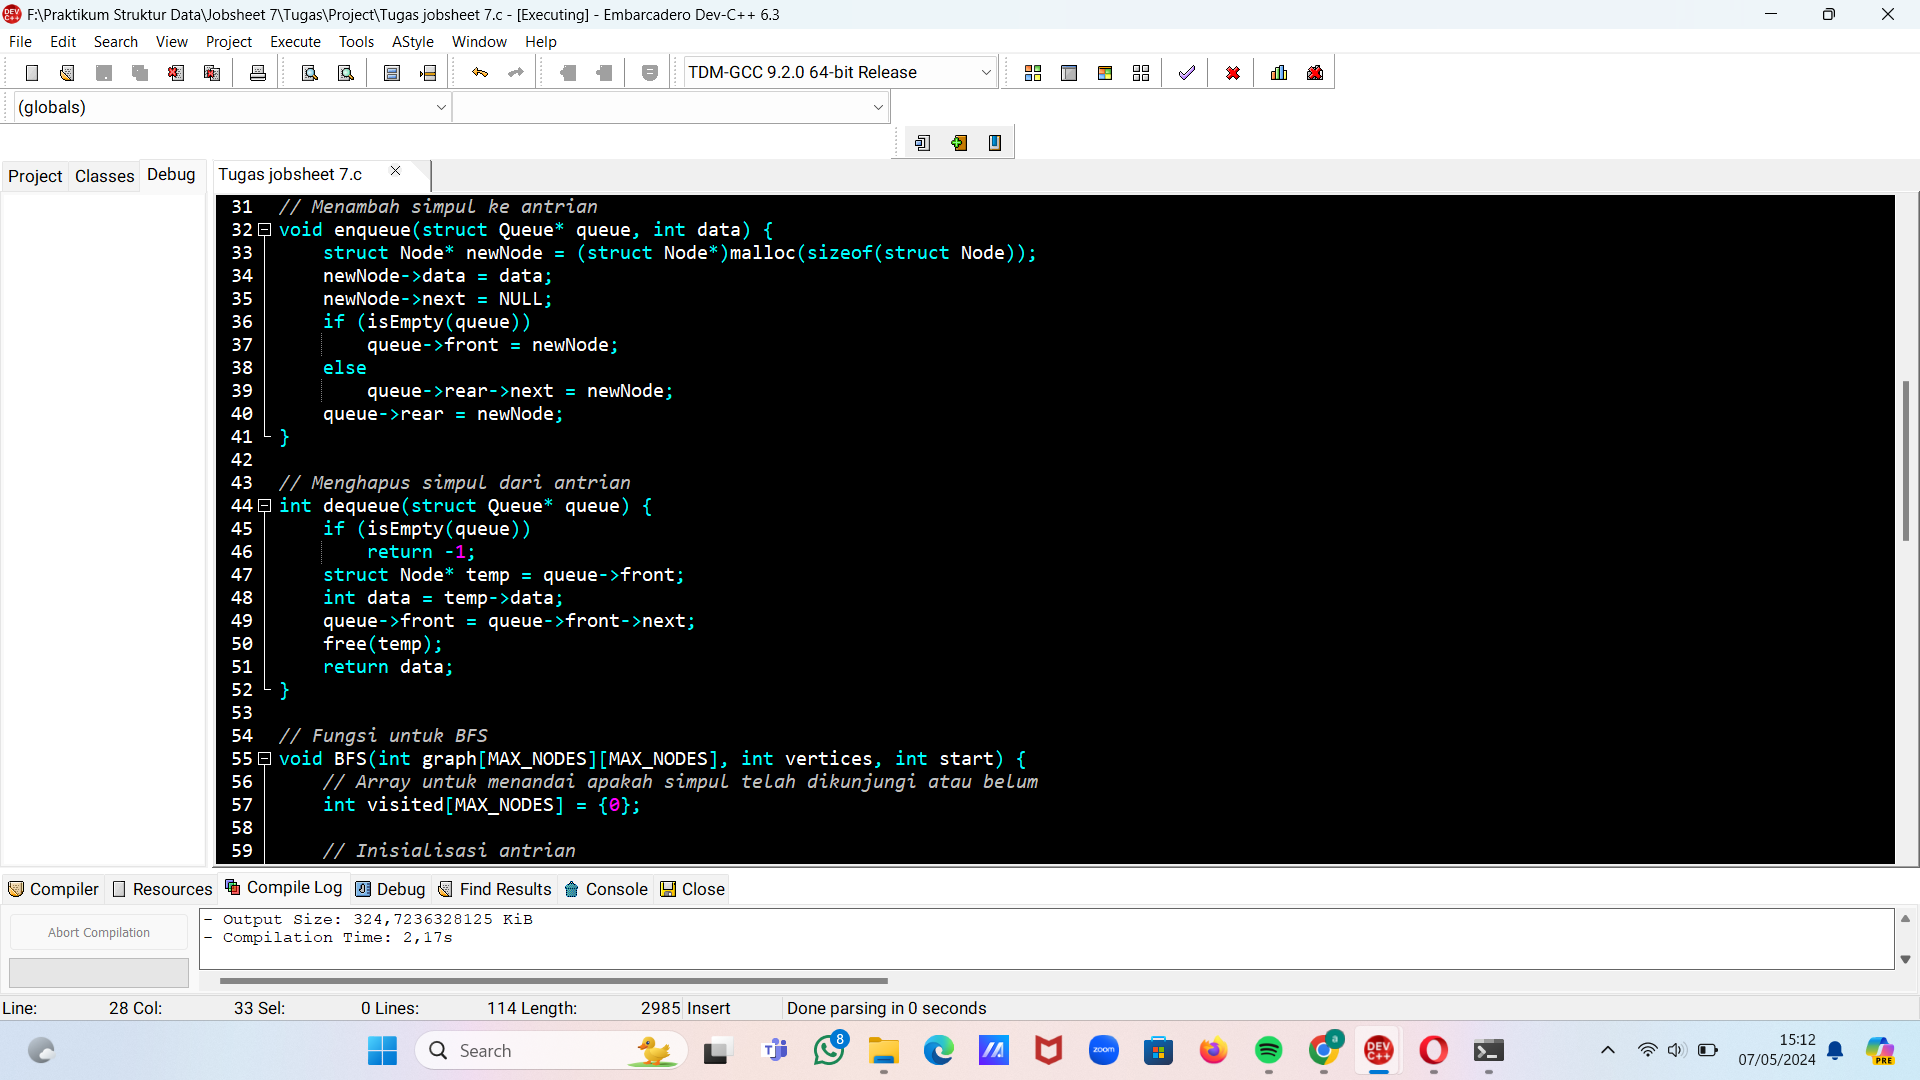 F:\Praktikum Struktur Data\Jobsheet 7\Tugas\Project\Tugas jobsheet 7.c - [Executing] - Embarcadero Dev-C++ 6.3
File Edit Search View Project Execute Tools AStyle Window Help
TDM-GCC 9.2.0 64-bit Release
(globals)
Project Classes Debug
Tugas jobsheet 7.c
31 // Menambah simpul ke antrian
32 void enqueue(struct Queue* queue, int data) {
33 struct Node* newNode = (struct Node*)malloc(sizeof(struct Node));
34 newNode->data = data;
35 newNode->next = NULL;
36 if (isEmpty(queue))
37 queue->front = newNode;
38 else
39 queue->rear->next = newNode;
40 queue->rear = newNode;
41 }
42
43 // Menghapus simpul dari antrian
44 int dequeue(struct Queue* queue) {
45 if (isEmpty(queue))
46 return -1;
47 struct Node* temp = queue->front;
48 int data = temp->data;
49 queue->front = queue->front->next;
50 free(temp);
51 return data;
52 }
53
54 // Fungsi untuk BFS
55 void BFS(int graph[MAX_NODES][MAX_NODES], int vertices, int start) {
56 // Array untuk menandai apakah simpul telah dikunjungi atau belum
57 int visited[MAX_NODES] = {0};
58
59 // Inisialisasi antrian
Compiler Resources Compile Log Debug Find Results Console Close
Abort Compilation
- Output Size: 324,7236328125 KiB
- Compilation Time: 2,17s
Line: 28 Col: 33 Sel: 0 Lines: 114 Length: 2985 Insert Done parsing in 0 seconds
Search
8
zoom
a
DEV C++
PRE
15:12
07/05/2024